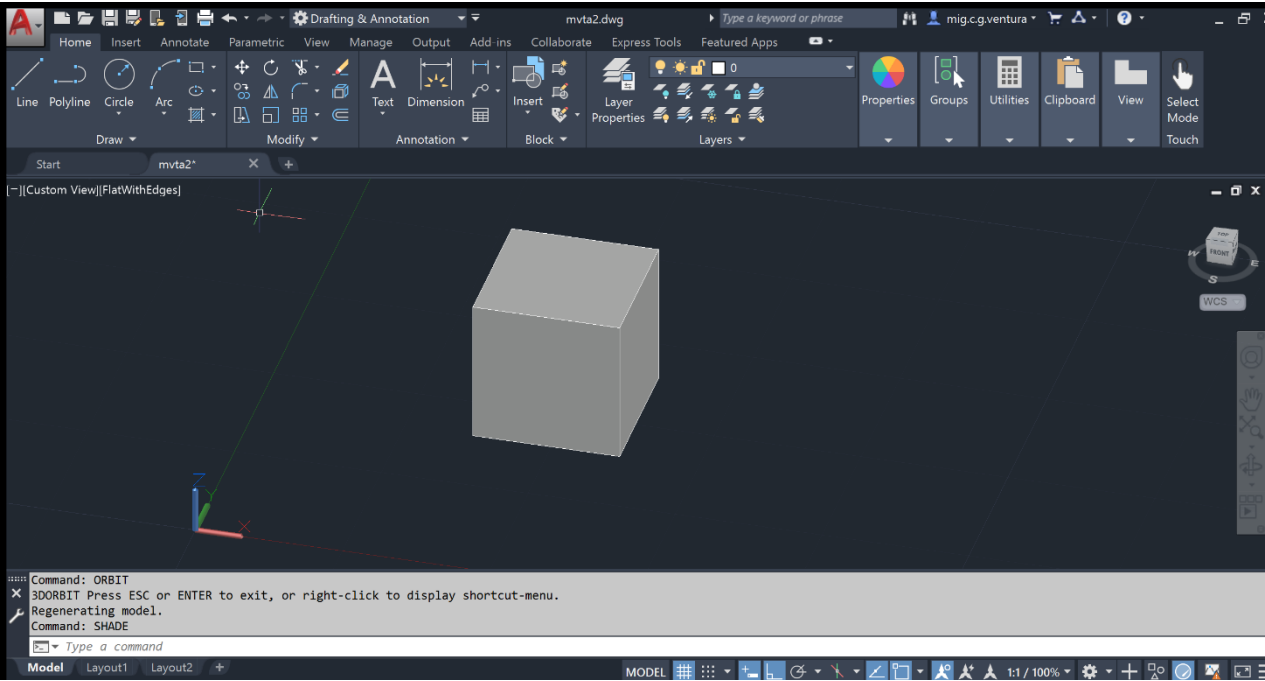 Drafting & Annotation
mvta2.dwg
Type a keyword or phrase
mig.c.g.ventura
Home Insert Annotate Parametric View Manage Output Add-ins Collaborate Express Tools Featured Apps
0
Line Polyline Circle Arc
Text Dimension
Insert
Layer
Properties
Properties Groups Utilities Clipboard View
Select
Mode
Draw Modify Annotation Block Layers Touch
Start mvta2*
[−][Custom View][FlatWithEdges]
TOP
FRONT
W
E
S
WCS
Z
Y
X
Command: ORBIT
3DORBIT Press ESC or ENTER to exit, or right-click to display shortcut-menu.
Regenerating model.
Command: SHADE
Type a command
Model Layout1 Layout2 +
MODEL
1:1 / 100%